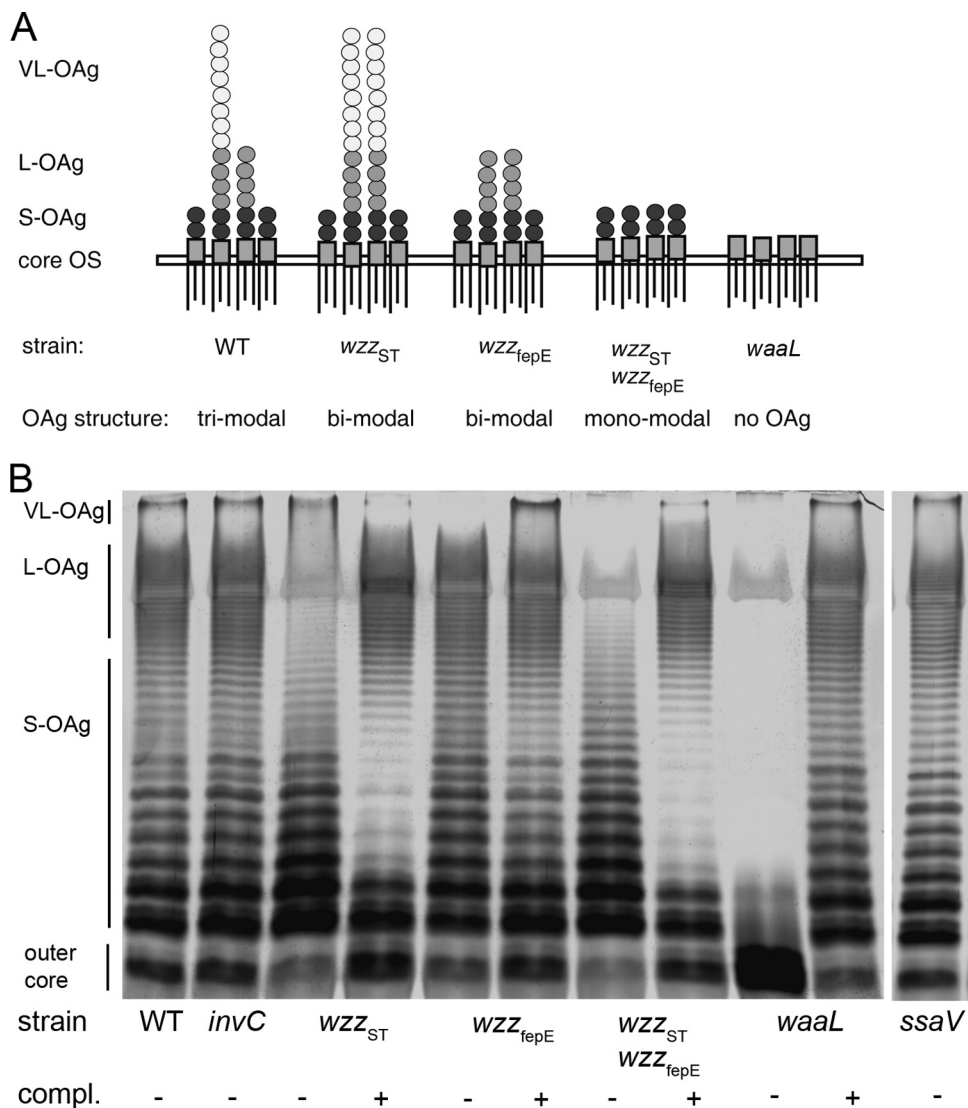 A
VL-OAg
L-OAg
S-OAg
core OS
strain: WT wzzST wzzfepE wzzST waaL
wzzfepE
OAg structure: tri-modal bi-modal bi-modal mono-modal no OAg
B
VL-OAg
L-OAg
S-OAg
outer
core
strain WT invC wzzST wzzfepE wzzST waaL ssaV
wzzfepE
compl. - - - + - + - + - + -